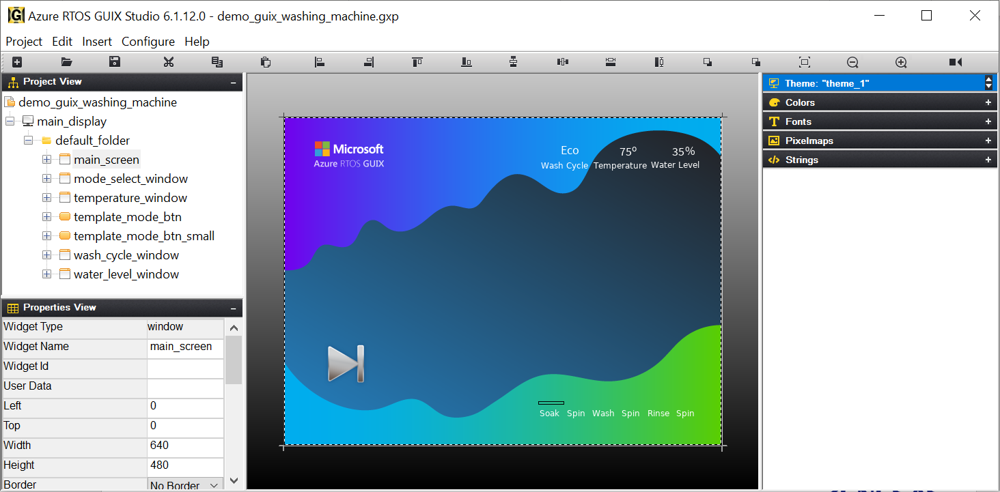 Azure RTOS GUIX Studio 6.1.12.0 - demo_guix_washing_machine.gxp
Project Edit Insert Configure Help
Project View
demo_guix_washing_machine
main_display
default_folder
main_screen
mode_select_window
temperature_window
template_mode_btn
template_mode_btn_small
wash_cycle_window
water_level_window
Properties View
Widget Type window
Widget Name main_screen
Widget Id
User Data
Left 0
Top 0
Width 640
Height 480
Border No Border
Microsoft
Azure RTOS GUIX
Eco 75º 35%
Wash Cycle Temperature Water Level
Soak Spin Wash Spin Rinse Spin
Theme: "theme_1"
Colors +
Fonts +
Pixelmaps +
Strings +